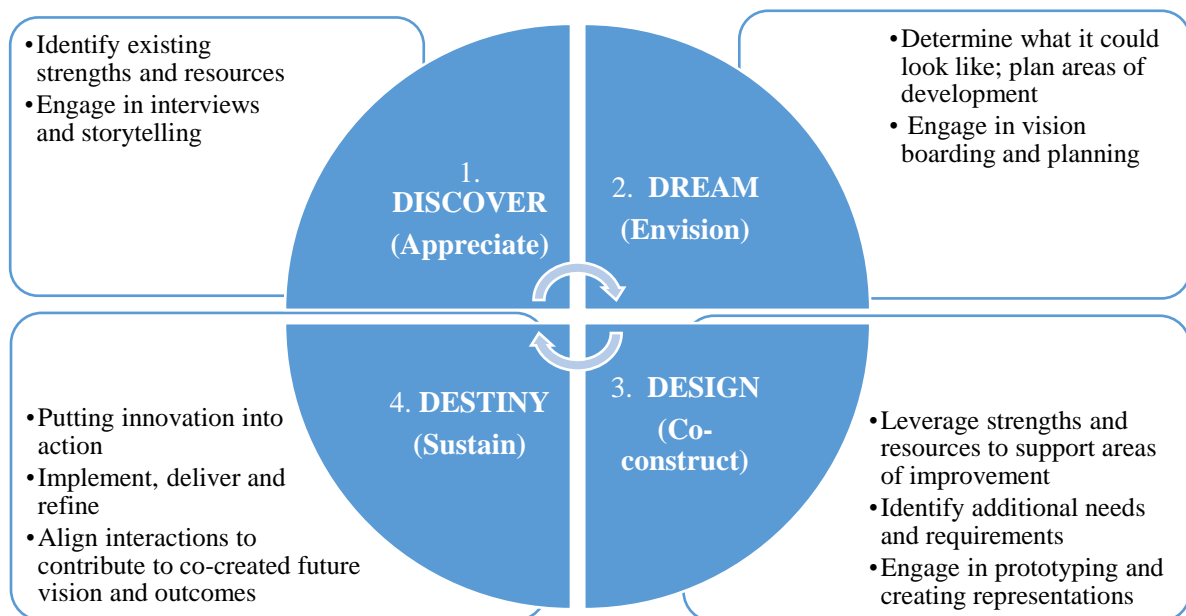 •Identify existing
strengths and resources
•Engage in interviews
and storytelling
1.
DISCOVER
(Appreciate)
2. DREAM
(Envision)
•Determine what it could
look like; plan areas of
development
• Engage in vision
boarding and planning
•Putting innovation into
action
•Implement, deliver and
refine
•Align interactions to
contribute to co-created future
vision and outcomes
4. DESTINY
(Sustain)
3. DESIGN
(Co-
construct)
•Leverage strengths and
resources to support areas
of improvement
•Identify additional needs
and requirements
•Engage in prototyping and
creating representations